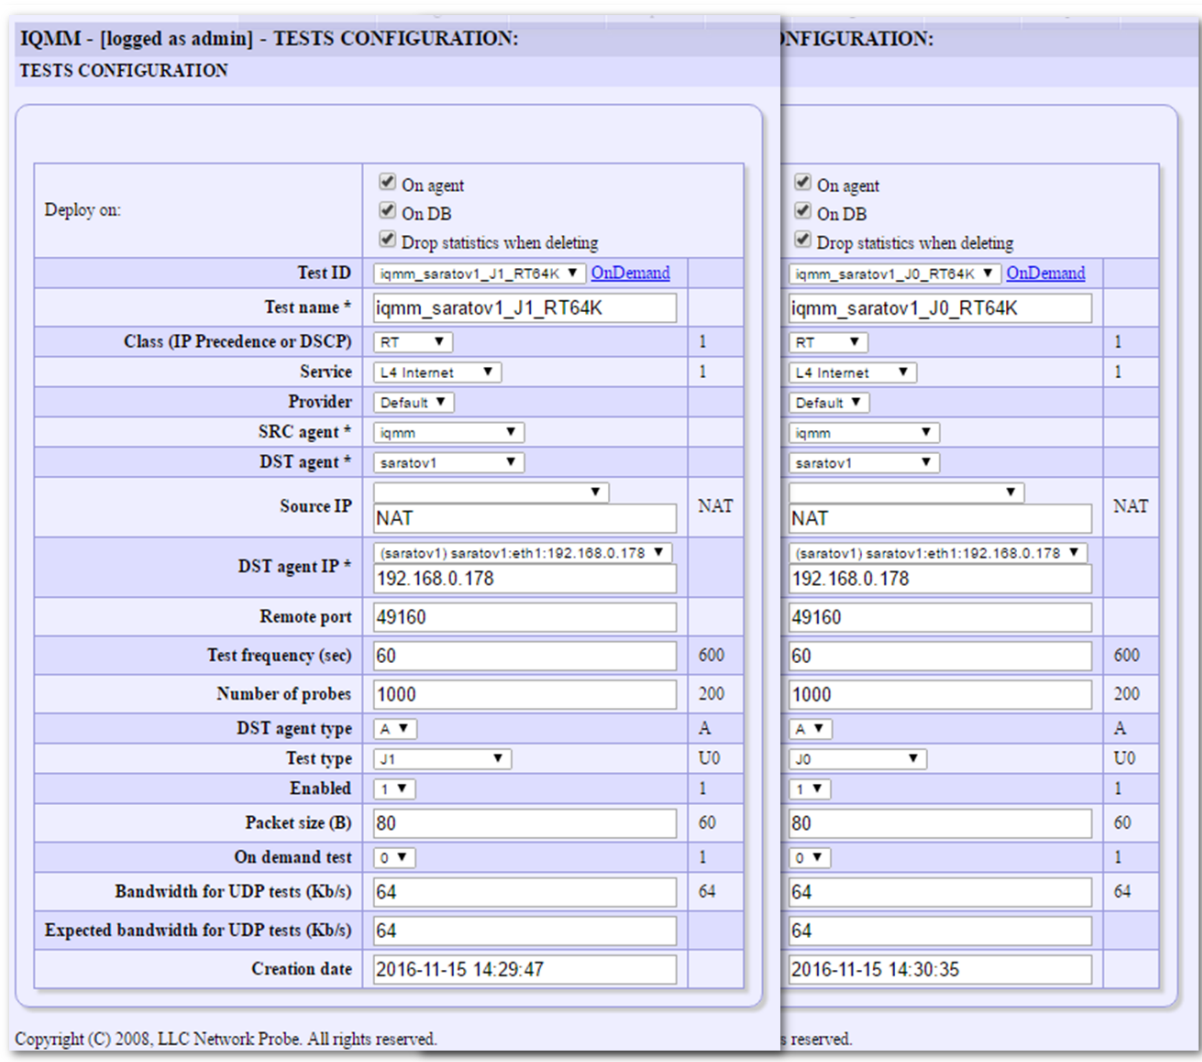 IQMM - [logged as admin] - TESTS CONFIGURATION:
TESTS CONFIGURATION
Deploy on:
On agent
On DB
Drop statistics when deleting
Test ID iqmm_saratov1_J1_RT64K OnDemand
Test name * iqmm_saratov1_J1_RT64K
Class (IP Precedence or DSCP) RT 1
Service L4 Internet 1
Provider Default
SRC agent * iqmm
DST agent * saratov1
Source IP NAT NAT
DST agent IP * (saratov1) saratov1:eth1:192.168.0.178
192.168.0.178
Remote port 49160
Test frequency (sec) 60 600
Number of probes 1000 200
DST agent type A A
Test type J1 U0
Enabled 1 1
Packet size (B) 80 60
On demand test 0 1
Bandwidth for UDP tests (Kb/s) 64 64
Expected bandwidth for UDP tests (Kb/s) 64
Creation date 2016-11-15 14:29:47
Copyright (C) 2008, LLC Network Probe. All rights reserved.
NFIGURATION:
On agent
On DB
Drop statistics when deleting
iqmm_saratov1_J0_RT64K OnDemand
iqmm_saratov1_J0_RT64K
RT 1
L4 Internet 1
Default
iqmm
saratov1
NAT NAT
(saratov1) saratov1:eth1:192.168.0.178
192.168.0.178
49160
60 600
1000 200
A A
J0 U0
1 1
80 60
0 1
64 64
64
2016-11-15 14:30:35
s reserved.